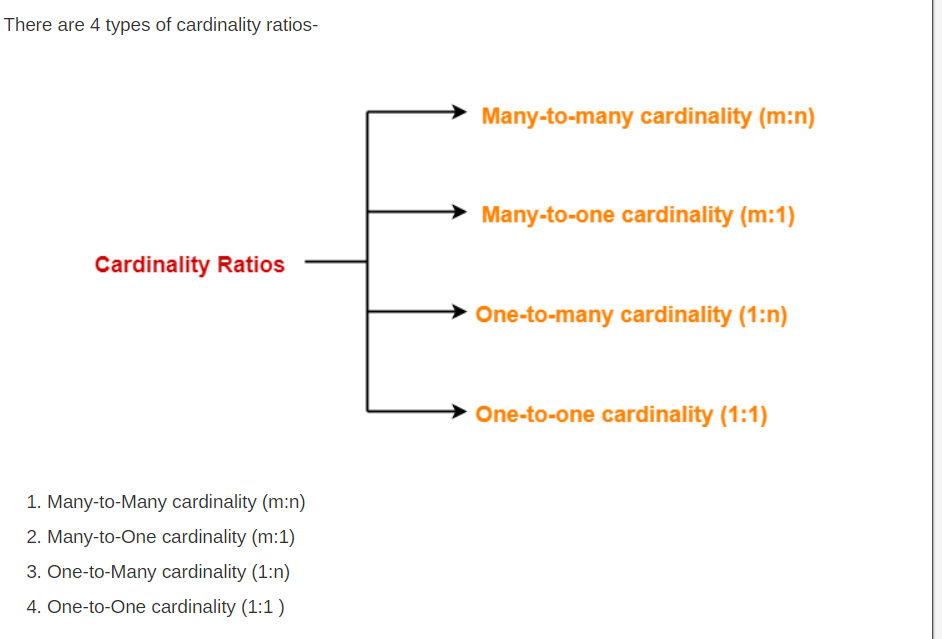 There are 4 types of cardinality ratios-
Many-to-many cardinality (m:n)
Many-to-one cardinality (m:1)
Cardinality Ratios
One-to-many cardinality (1:n)
One-to-one cardinality (1:1)
1. Many-to-Many cardinality (m:n)
2. Many-to-One cardinality (m:1)
3. One-to-Many cardinality (1:n)
4. One-to-One cardinality (1:1 )